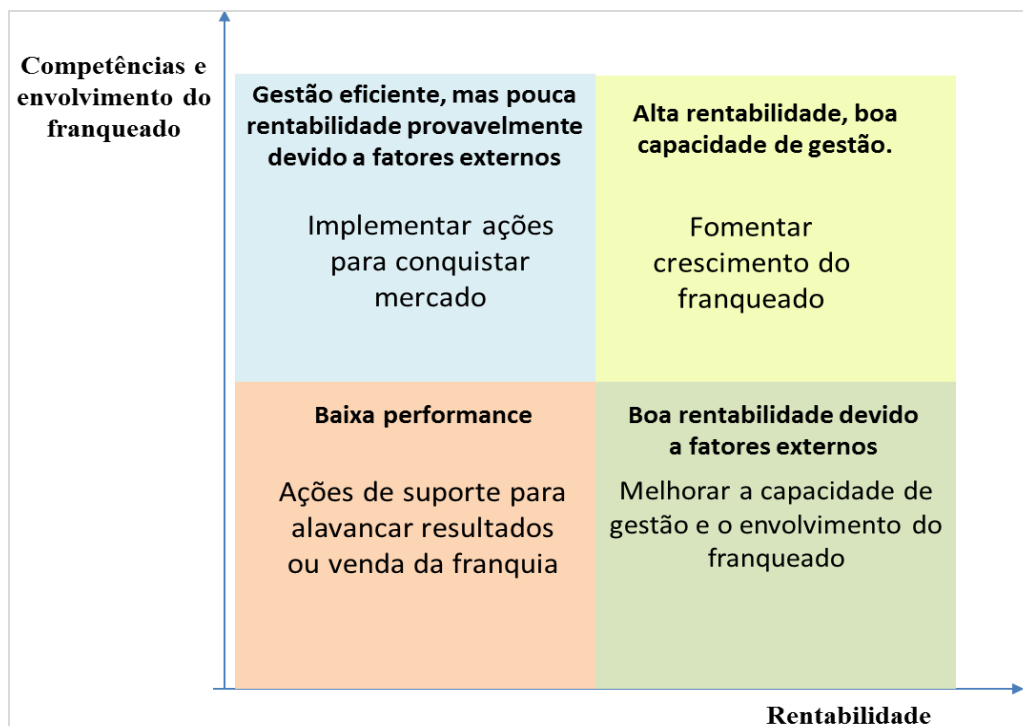 Competências e
envolvimento do
franqueado
Gestão eficiente, mas pouca
rentabilidade provavelmente
devido a fatores externos
Implementar ações
para conquistar
mercado
Alta rentabilidade, boa
capacidade de gestão.
Fomentar
crescimento do
franqueado
Baixa performance
Ações de suporte para
alavancar resultados
ou venda da franquia
Boa rentabilidade devido
a fatores externos
Melhorar a capacidade de
gestão e o envolvimento do
franqueado
Rentabilidade